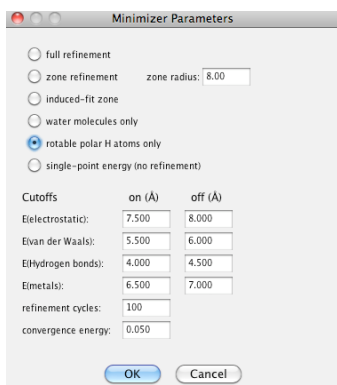 Minimizer Parameters
full refinement
zone refinement zone radius: 8.00
induced-fit zone
water molecules only
rotable polar H atoms only
single-point energy (no refinement)
Cutoffs on (Å) off (Å)
E(electrostatic): 7.500 8.000
E(van der Waals): 5.500 6.000
E(Hydrogen bonds): 4.000 4.500
E(metals): 6.500 7.000
refinement cycles: 100
convergence energy: 0.050
OK Cancel